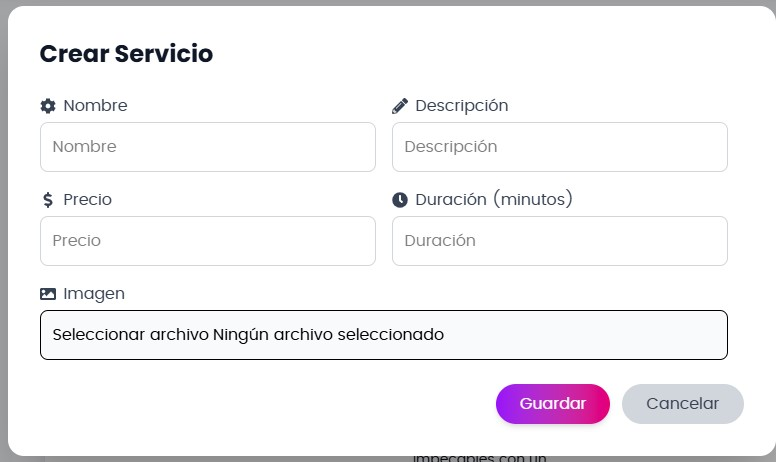 Crear Servicio
Nombre
Descripción
Nombre
Descripción
Precio
Duración (minutos)
Precio
Duración
Imagen
Seleccionar archivo Ningún archivo seleccionado
Guardar
Cancelar
impecables con un